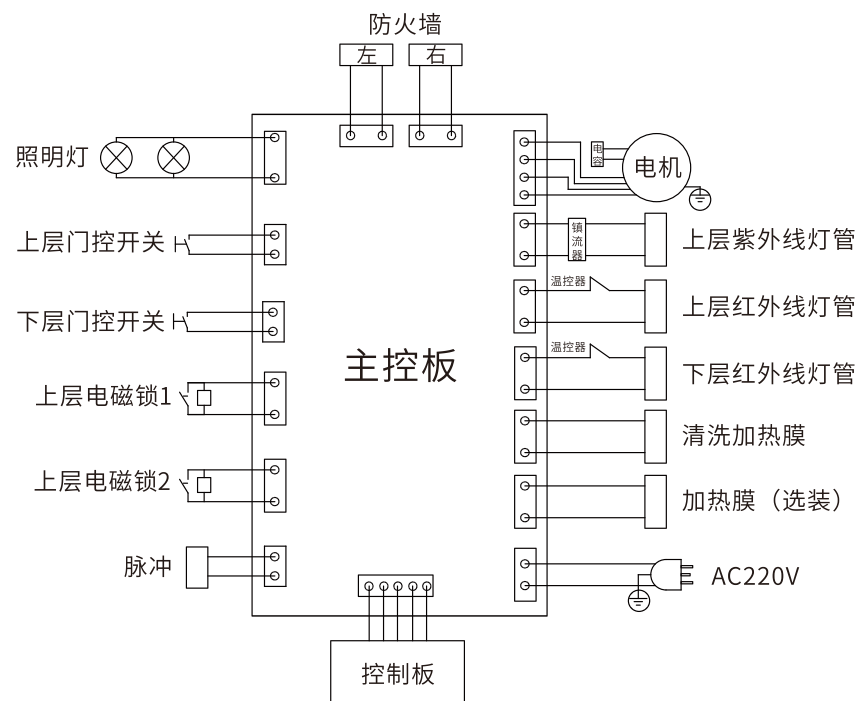 防火墙
左
右
照明灯
电容
电机
上层门控开关
镇流器
上层紫外线灯管
温控器
上层红外线灯管
下层门控开关
主控板
温控器
下层红外线灯管
上层电磁锁1
清洗加热膜
上层电磁锁2
加热膜（选装）
脉冲
AC220V
控制板